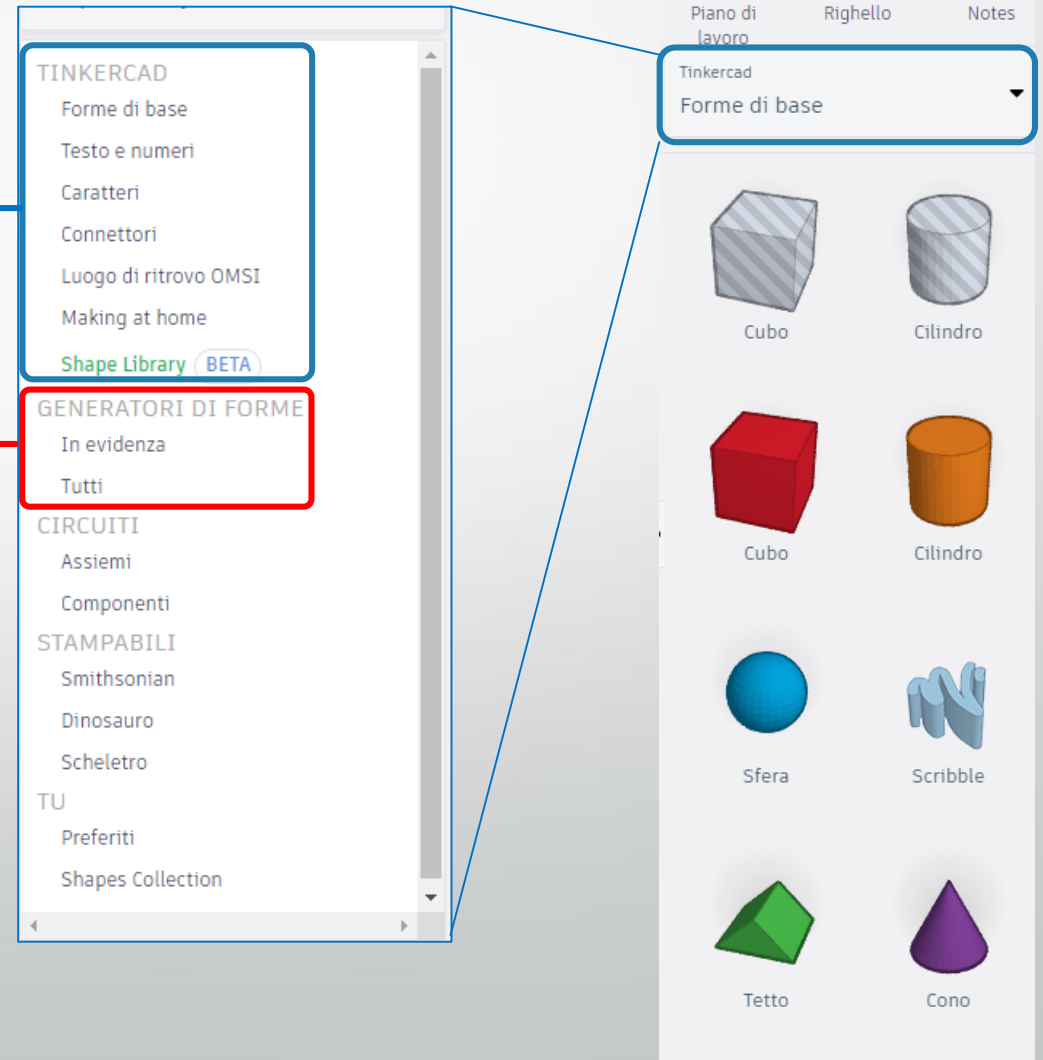 TINKERCAD
Forme di base
Testo e numeri
Caratteri
Connettori
Luogo di ritrovo OMSI
Making at home
Shape Library BETA
GENERATORI DI FORME
In evidenza
Tutti
CIRCUITI
Assiemi
Componenti
STAMPABILI
Smithsonian
Dinosauro
Scheletro
TU
Preferiti
Shapes Collection
Piano di
lavoro
Righello
Notes
Tinkercad
Forme di base
Cubo
Cilindro
Cubo
Cilindro
Sfera
Scribble
Tetto
Cono